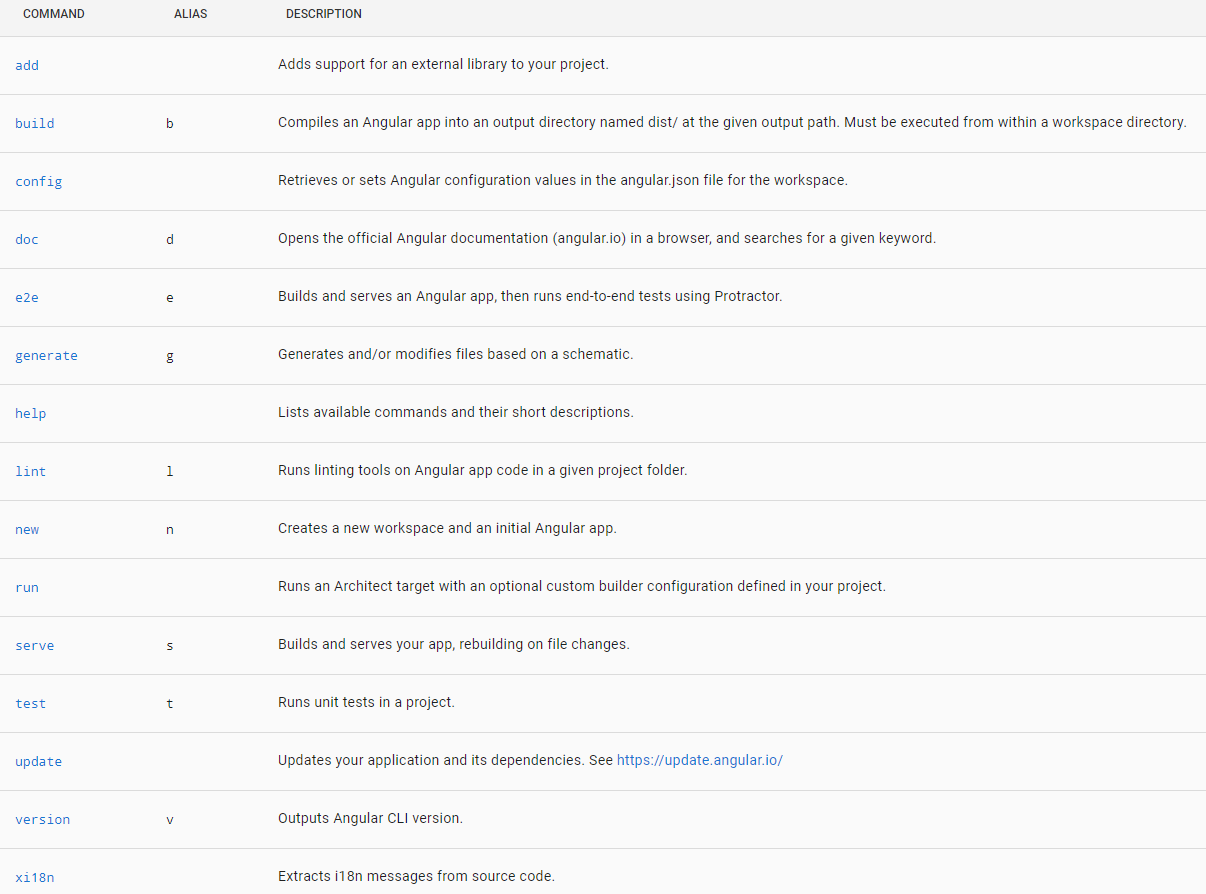 COMMAND ALIAS DESCRIPTION
add Adds support for an external library to your project.
build b Compiles an Angular app into an output directory named dist/ at the given output path. Must be executed from within a workspace directory.
config Retrieves or sets Angular configuration values in the angular.json file for the workspace.
doc d Opens the official Angular documentation (angular.io) in a browser, and searches for a given keyword.
e2e e Builds and serves an Angular app, then runs end-to-end tests using Protractor.
generate g Generates and/or modifies files based on a schematic.
help Lists available commands and their short descriptions.
lint l Runs linting tools on Angular app code in a given project folder.
new n Creates a new workspace and an initial Angular app.
run Runs an Architect target with an optional custom builder configuration defined in your project.
serve s Builds and serves your app, rebuilding on file changes.
test t Runs unit tests in a project.
update Updates your application and its dependencies. See https://update.angular.io/
version v Outputs Angular CLI version.
xi18n Extracts i18n messages from source code.